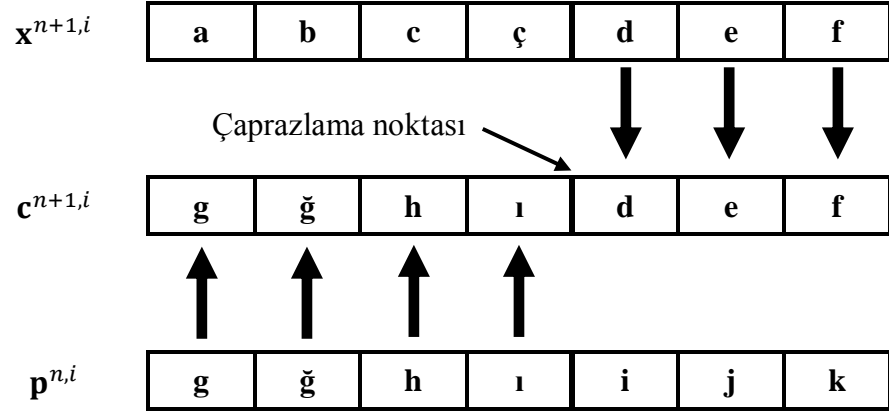 x^{n+1,i} a b c ç d e f
Çaprazlama noktası
c^{n+1,i} g ğ h ı d e f
p^{n,i} g ğ h ı i j k